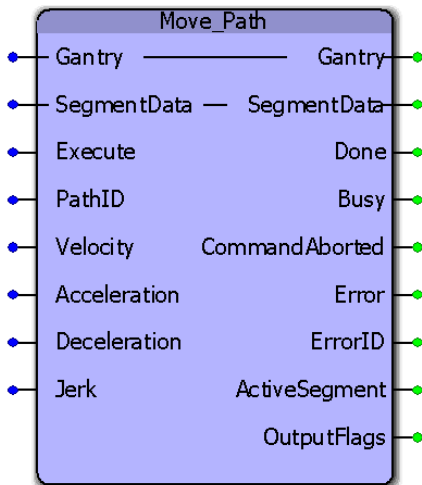 Move_Path
Gantry Gantry
SegmentData SegmentData
Execute Done
PathID Busy
Velocity CommandAborted
Acceleration Error
Deceleration ErrorID
Jerk ActiveSegment
OutputFlags